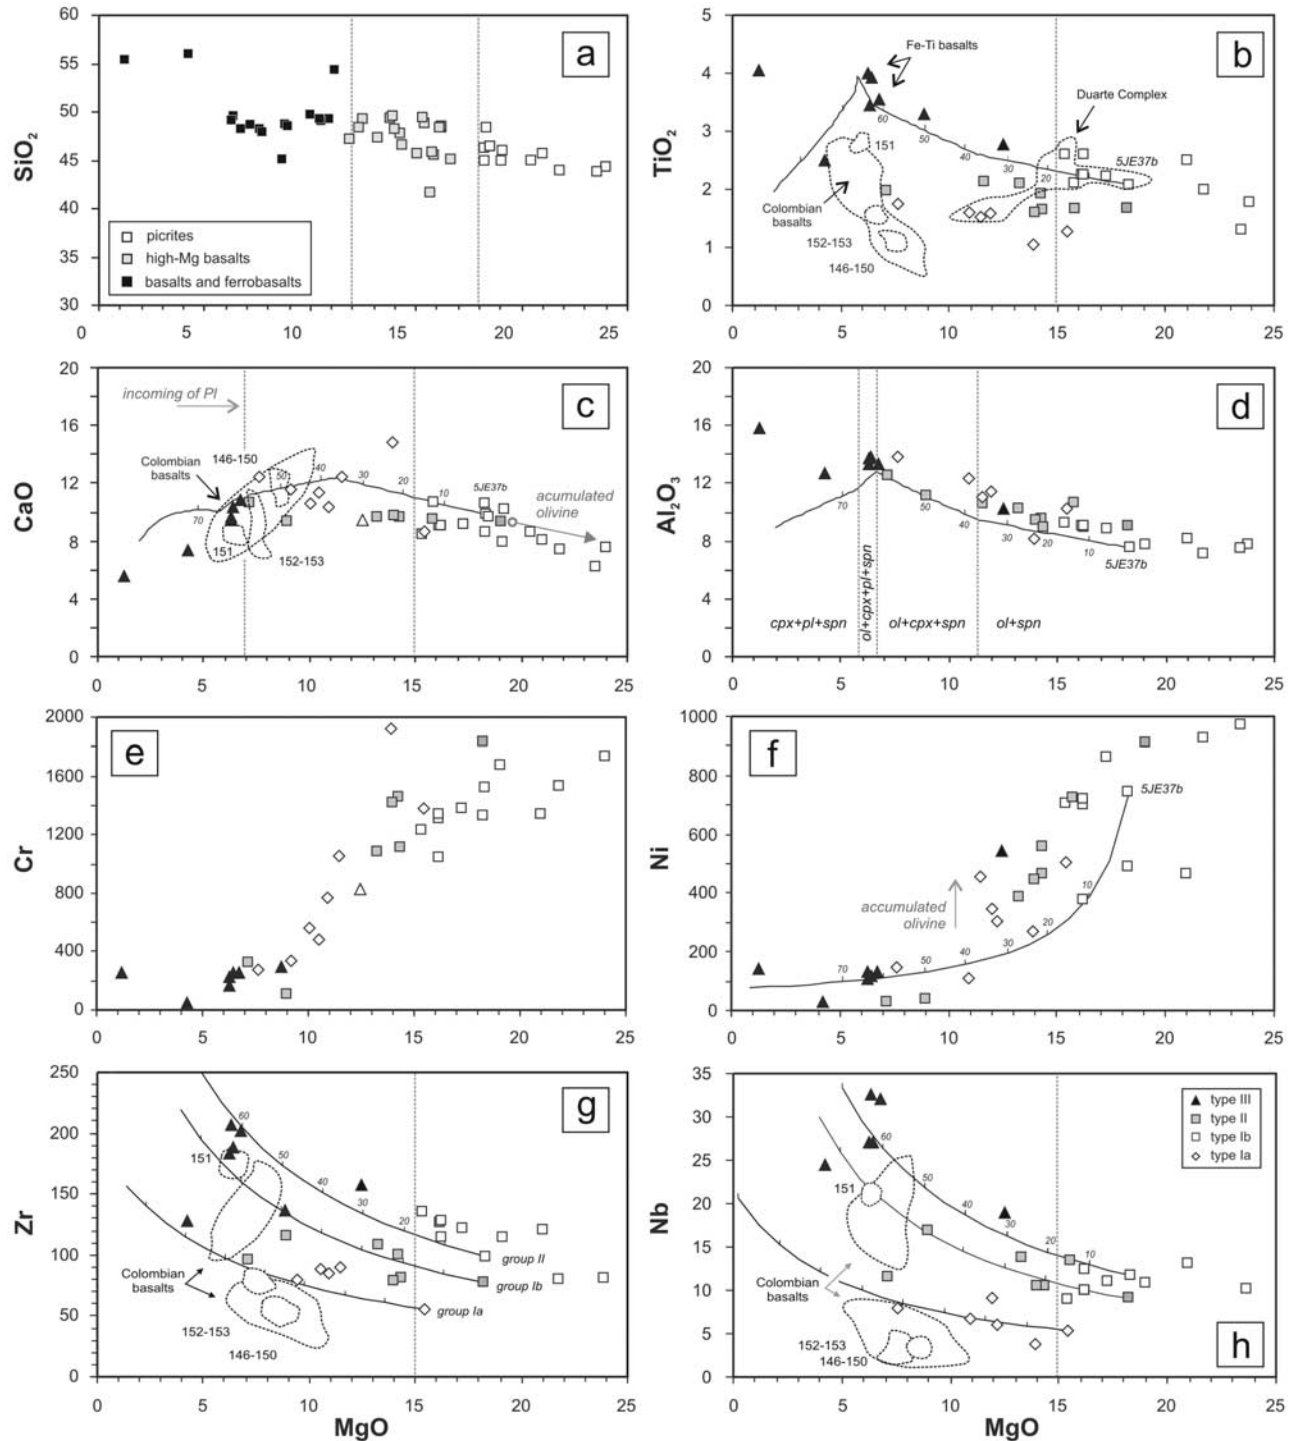 a
SiO2
60
55
50
45
40
35
30
picrites
high-Mg basalts
basalts and ferrobasalts
0 5 10 15 20 25
b
TiO2
5
4
3
2
1
0
Fe-Ti basalts
Duarte Complex
60
50
40
20
5JE37b
151
Colombian
basalts
152-153
146-150
0 5 10 15 20 25
c
CaO
20
16
12
8
4
0
incoming of Pl
146-150
Colombian
basalts
50
40
30
20
10
5JE37b
acumulated
olivine
70
151
152-153
0 5 10 15 20 25
d
Al2O3
20
16
12
8
4
0
70
50
40
30
20
10
5JE37b
cpx+pl+spn
ol+cpx+pl+spn
ol+cpx+spn
ol+spn
0 5 10 15 20 25
e
Cr
2000
1600
1200
800
400
0
0 5 10 15 20 25
f
Ni
1000
800
600
400
200
0
5JE37b
accumulated
olivine
10
20
30
40
50
70
0 5 10 15 20 25
g
Zr
250
200
150
100
50
0
60
50
40
30
20
151
group II
group Ib
group Ia
Colombian
basalts
152-153
146-150
0 5 10 15 20 25
MgO
h
Nb
35
30
25
20
15
10
5
0
type III
type II
type Ib
type Ia
60
50
40
30
20
10
151
Colombian
basalts
152-153
146-150
0 5 10 15 20 25
MgO